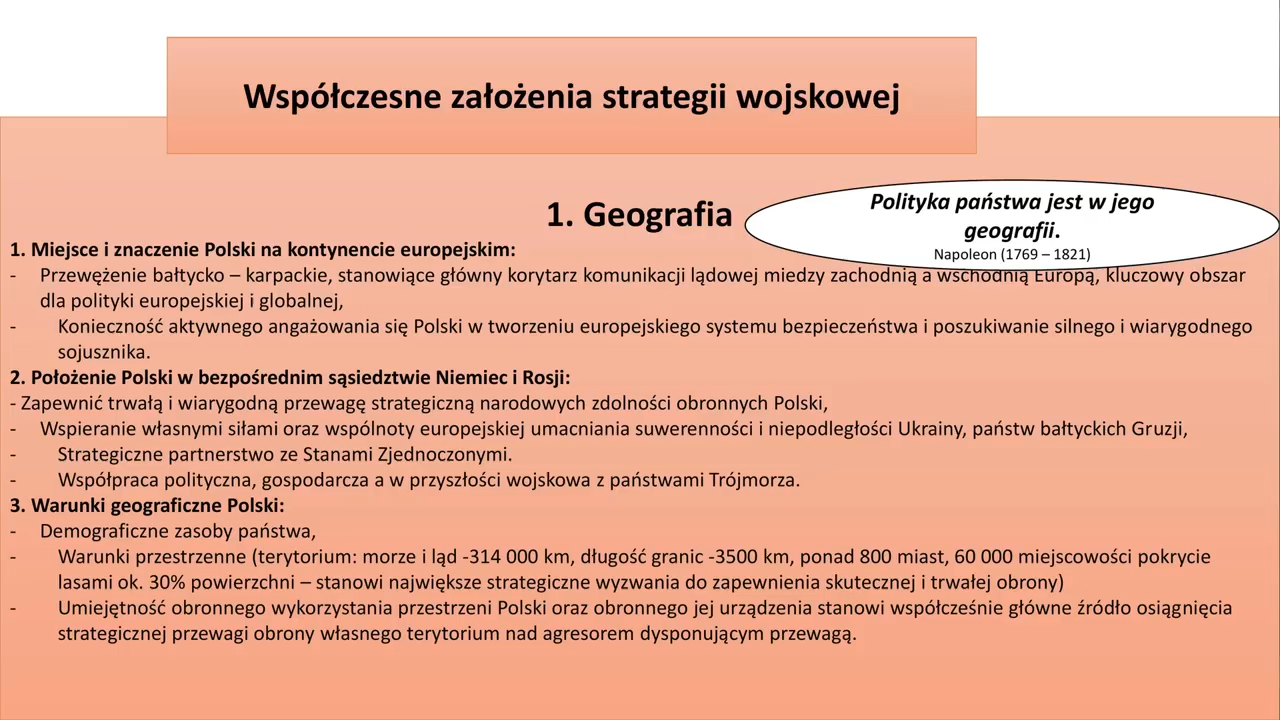 Współczesne założenia strategii wojskowej
1. Geografia
Polityka państwa jest w jego
geografii.
Napoleon (1769 – 1821)
1. Miejsce i znaczenie Polski na kontynencie europejskim:
- Przewężenie bałtycko – karpackie, stanowiące główny korytarz komunikacji lądowej miedzy zachodnią a wschodnią Europą, kluczowy obszar
dla polityki europejskiej i globalnej,
- Konieczność aktywnego angażowania się Polski w tworzeniu europejskiego systemu bezpieczeństwa i poszukiwanie silnego i wiarygodnego
sojusznika.
2. Położenie Polski w bezpośrednim sąsiedztwie Niemiec i Rosji:
- Zapewnić trwałą i wiarygodną przewagę strategiczną narodowych zdolności obronnych Polski,
- Wspieranie własnymi siłami oraz wspólnoty europejskiej umacniania suwerenności i niepodległości Ukrainy, państw bałtyckich Gruzji,
- Strategiczne partnerstwo ze Stanami Zjednoczonymi.
- Współpraca polityczna, gospodarcza a w przyszłości wojskowa z państwami Trójmorza.
3. Warunki geograficzne Polski:
- Demograficzne zasoby państwa,
- Warunki przestrzenne (terytorium: morze i ląd -314 000 km, długość granic -3500 km, ponad 800 miast, 60 000 miejscowości pokrycie
lasami ok. 30% powierzchni – stanowi największe strategiczne wyzwania do zapewnienia skutecznej i trwałej obrony)
- Umiejętność obronnego wykorzystania przestrzeni Polski oraz obronnego jej urządzenia stanowi współcześnie główne źródło osiągnięcia
strategicznej przewagi obrony własnego terytorium nad agresorem dysponującym przewagą.